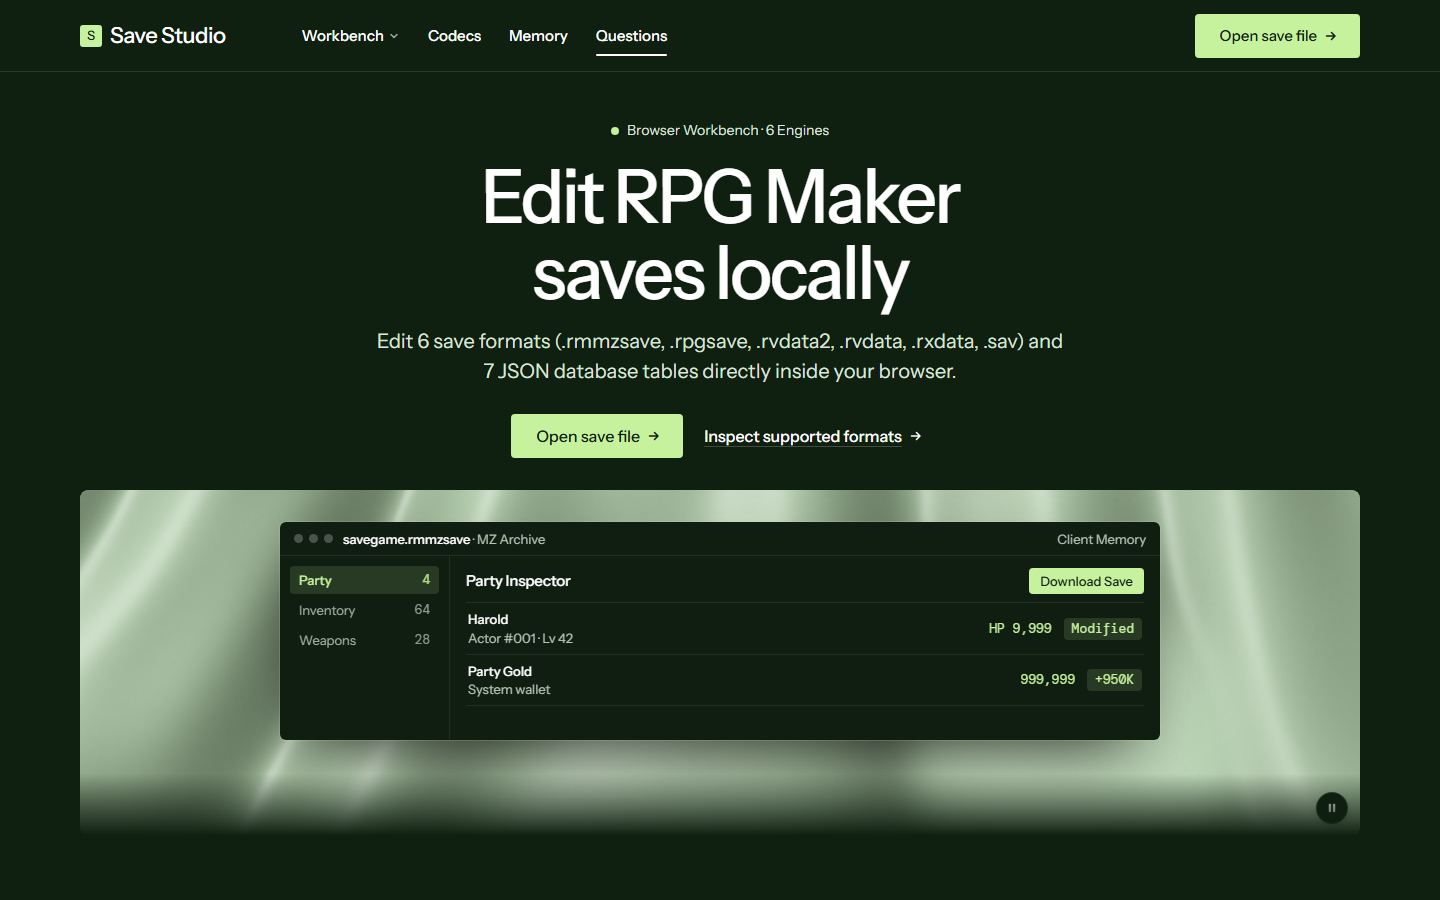 S Save Studio
Workbench Codecs Memory Questions
Open save file →
Browser Workbench · 6 Engines
Edit RPG Maker
saves locally
Edit 6 save formats (.rmmzsave, .rpgsave, .rvdata2, .rvdata, .rxdata, .sav) and
7 JSON database tables directly inside your browser.
Open save file → Inspect supported formats →
savegame.rmmzsave · MZ Archive
Client Memory
Party 4
Inventory 64
Weapons 28
Party Inspector
Download Save
Harold
Actor #001 · Lv 42
HP 9,999 Modified
Party Gold
System wallet
999,999 +950K